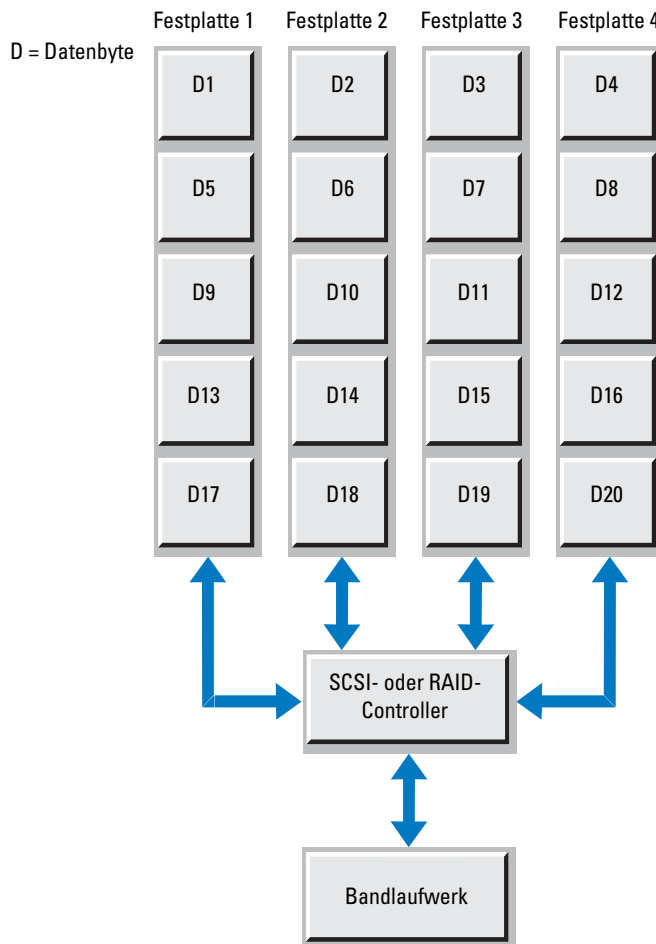 Festplatte 1 Festplatte 2 Festplatte 3 Festplatte 4
D = Datenbyte
D1 D2 D3 D4
D5 D6 D7 D8
D9 D10 D11 D12
D13 D14 D15 D16
D17 D18 D19 D20
SCSI- oder RAID-
Controller
Bandlaufwerk